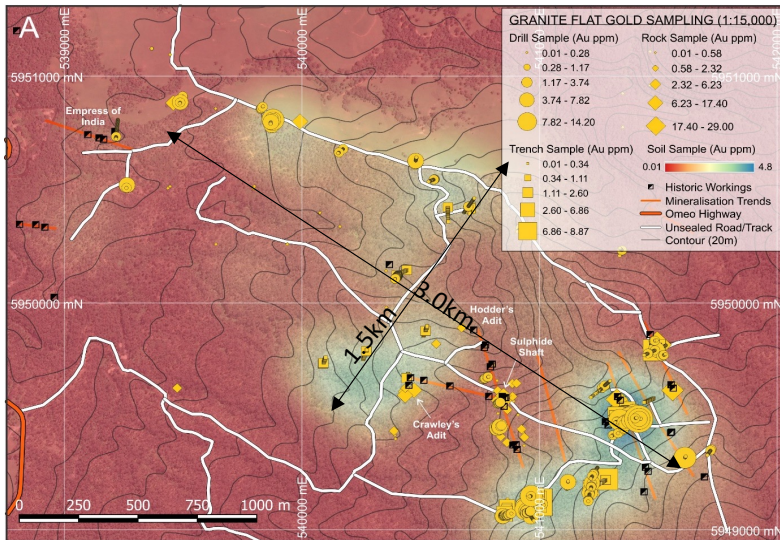 A
GRANITE FLAT GOLD SAMPLING (1:15,000)
Drill Sample (Au ppm)
0.01 - 0.28
0.28 - 1.17
1.17 - 3.74
3.74 - 7.82
7.82 - 14.20
Rock Sample (Au ppm)
0.01 - 0.58
0.58 - 2.32
2.32 - 6.23
6.23 - 17.40
17.40 - 29.00
Trench Sample (Au ppm)
0.01 - 0.34
0.34 - 1.11
1.11 - 2.60
2.60 - 6.86
6.86 - 8.87
Soil Sample (Au ppm)
0.01 4.8
Historic Workings
Mineralisation Trends
Omeo Highway
Unsealed Road/Track
Contour (20m)
539000 mE
540000 mE
541000 mE
5951000 mN
5951000 mN
Empress of
India
5950000 mN
5950000 mN
3.0km
1.5km
Hodder's
Adit
Sulphide
Shaft
Crawley's
Adit
0 250 500 750 1000 m
539000 mE
540000 mE
541000 mE
5949000 mN